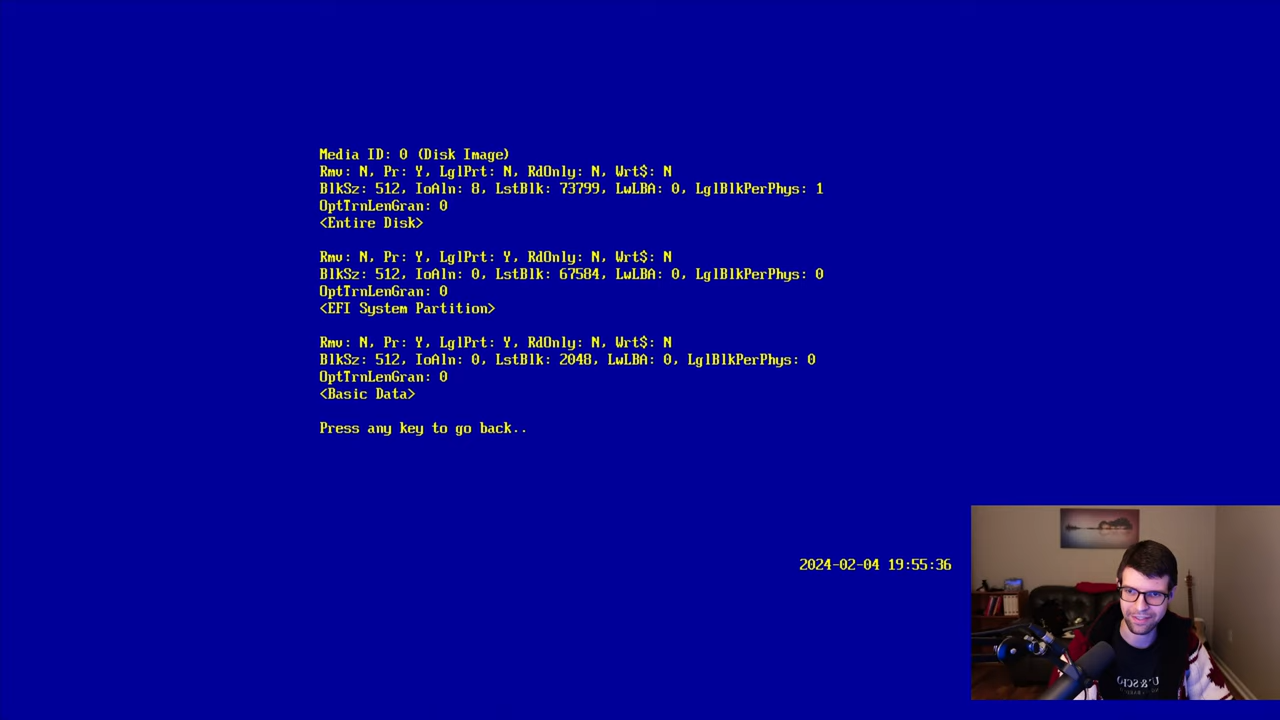 Media ID: 0 (Disk Image)
Rmv: N, Pr: Y, LglPrt: N, RdOnly: N, Wrt$: N
BlkSz: 512, IoAln: 8, LstBlk: 73799, LwLBA: 0, LglBlkPerPhys: 1
OptTrnLenGran: 0
<Entire Disk>
Rmv: N, Pr: Y, LglPrt: Y, RdOnly: N, Wrt$: N
BlkSz: 512, IoAln: 0, LstBlk: 67584, LwLBA: 0, LglBlkPerPhys: 0
OptTrnLenGran: 0
<EFI System Partition>
Rmv: N, Pr: Y, LglPrt: Y, RdOnly: N, Wrt$: N
BlkSz: 512, IoAln: 0, LstBlk: 2048, LwLBA: 0, LglBlkPerPhys: 0
OptTrnLenGran: 0
<Basic Data>
Press any key to go back..
2024-02-04 19:55:36